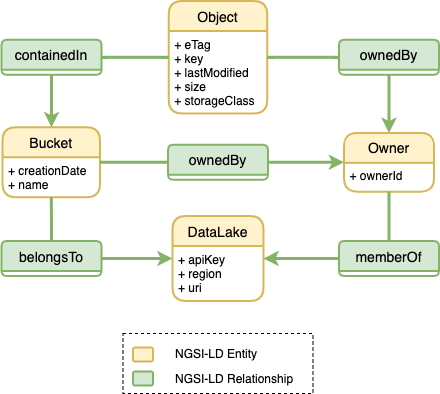 Object
+ eTag
+ key
+ lastModified
+ size
+ storageClass
containedIn
ownedBy
Bucket
+ creationDate
+ name
ownedBy
Owner
+ ownerId
DataLake
+ apiKey
+ region
+ uri
belongsTo
memberOf
NGSI-LD Entity
NGSI-LD Relationship